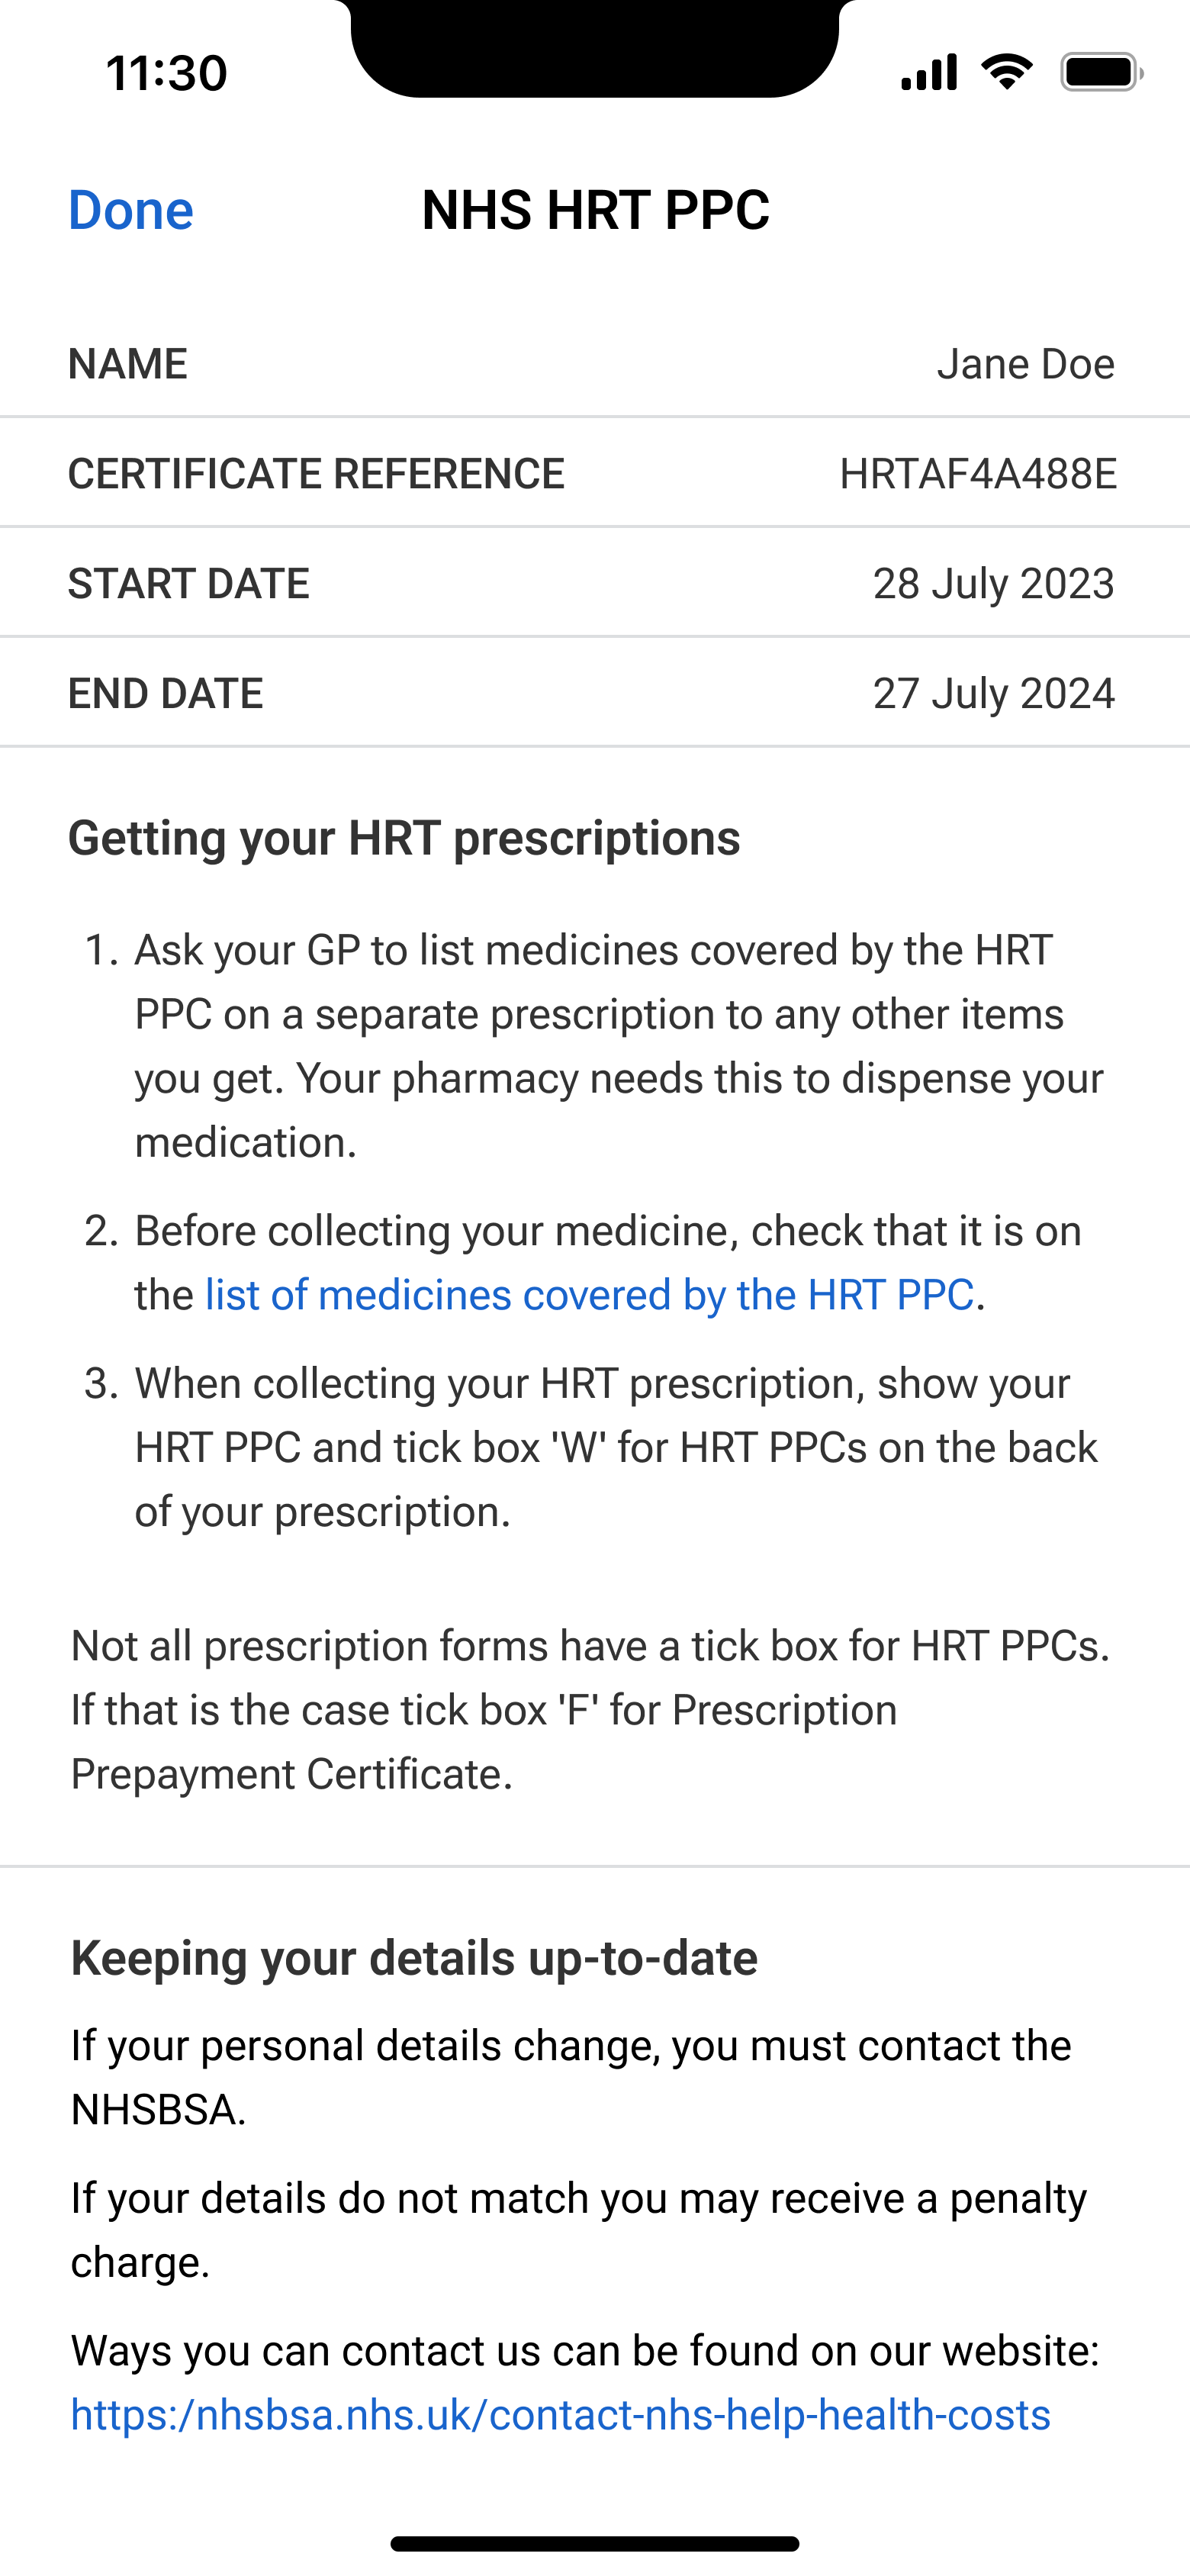 11:30
Done
NHS HRT PPC
NAME
Jane Doe
CERTIFICATE REFERENCE
HRTAF4A488E
START DATE
28 July 2023
END DATE
27 July 2024
Getting your HRT prescriptions
1. Ask your GP to list medicines covered by the HRT
PPC on a separate prescription to any other items
you get. Your pharmacy needs this to dispense your
medication.
2. Before collecting your medicine, check that it is on
the list of medicines covered by the HRT PPC.
3. When collecting your HRT prescription, show your
HRT PPC and tick box 'W' for HRT PPCs on the back
of your prescription.
Not all prescription forms have a tick box for HRT PPCs.
If that is the case tick box 'F' for Prescription
Prepayment Certificate.
Keeping your details up-to-date
If your personal details change, you must contact the
NHSBSA.
If your details do not match you may receive a penalty
charge.
Ways you can contact us can be found on our website:
https:/nhsbsa.nhs.uk/contact-nhs-help-health-costs